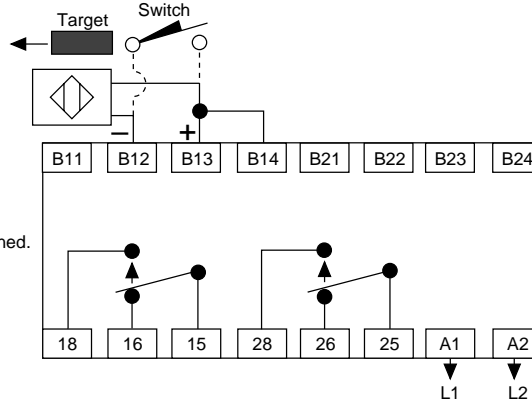 Switch
Target
− +
B11 B12 B13 B14 B21 B22 B23 B24
ned.
18 16 15 28 26 25 A1 A2
L1 L2